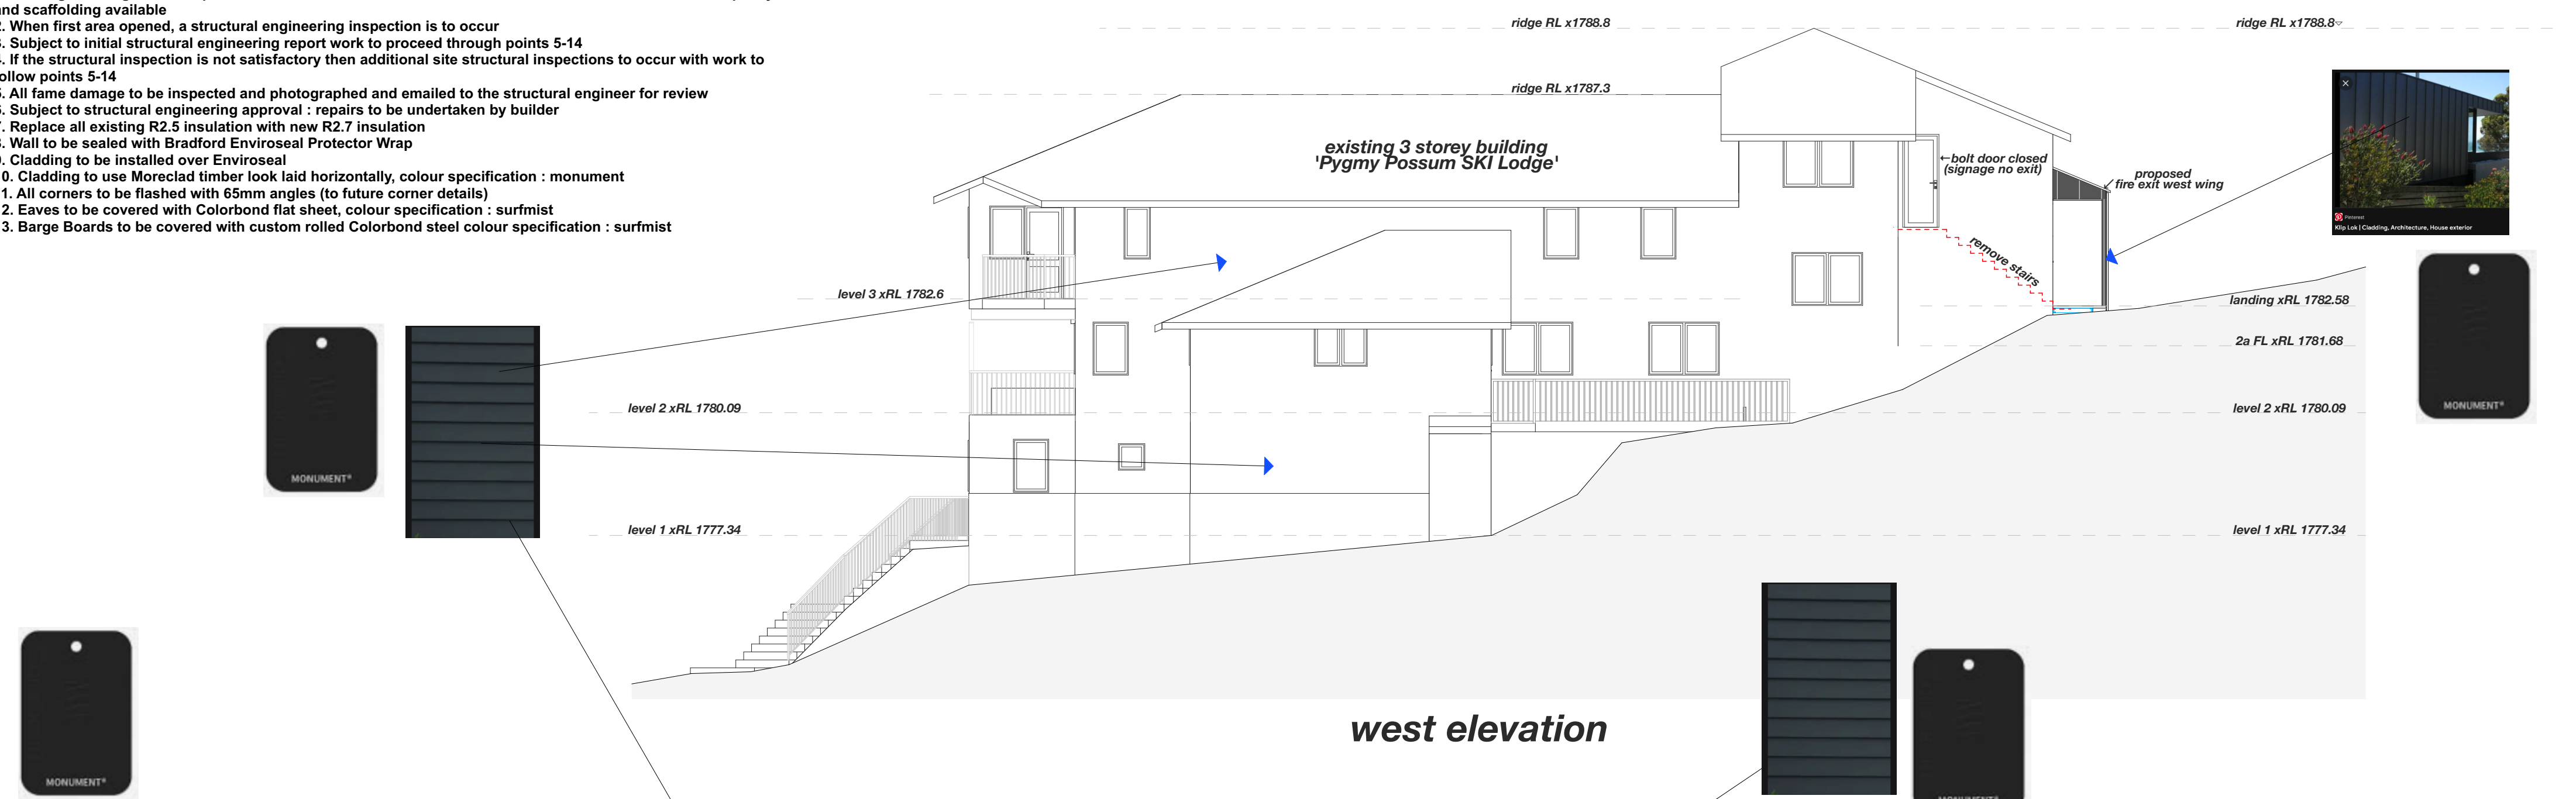 and scaffolding available
2. When first area opened, a structural engineering inspection is to occur
3. Subject to initial structural engineering report work to proceed through points 5-14
4. If the structural inspection is not satisfactory then additional site structural inspections to occur with work to
follow points 5-14
5. All fame damage to be inspected and photographed and emailed to the structural engineer for review
6. Subject to structural engineering approval : repairs to be undertaken by builder
7. Replace all existing R2.5 insulation with new R2.7 insulation
8. Wall to be sealed with Bradford Enviroseal Protector Wrap
9. Cladding to be installed over Enviroseal
10. Cladding to use Moreclad timber look laid horizontally, colour specification : monument
11. All corners to be flashed with 65mm angles (to future corner details)
12. Eaves to be covered with Colorbond flat sheet, colour specification : surfmist
13. Barge Boards to be covered with custom rolled Colorbond steel colour specification : surfmist
ridge RL x1788.8
ridge RL x1788.8
ridge RL x1787.3
existing 3 storey building
'Pygmy Possum SKI Lodge'
←bolt door closed
(signage no exit)
proposed
fire exit west wing
Pinterest
Klip Lok | Cladding, Architecture, House exterior
remove stairs
level 3 xRL 1782.6
landing xRL 1782.58
2a FL xRL 1781.68
level 2 xRL 1780.09
level 2 xRL 1780.09
MONUMENT®
MONUMENT®
level 1 xRL 1777.34
level 1 xRL 1777.34
west elevation
MONUMENT®
MONUMENT®